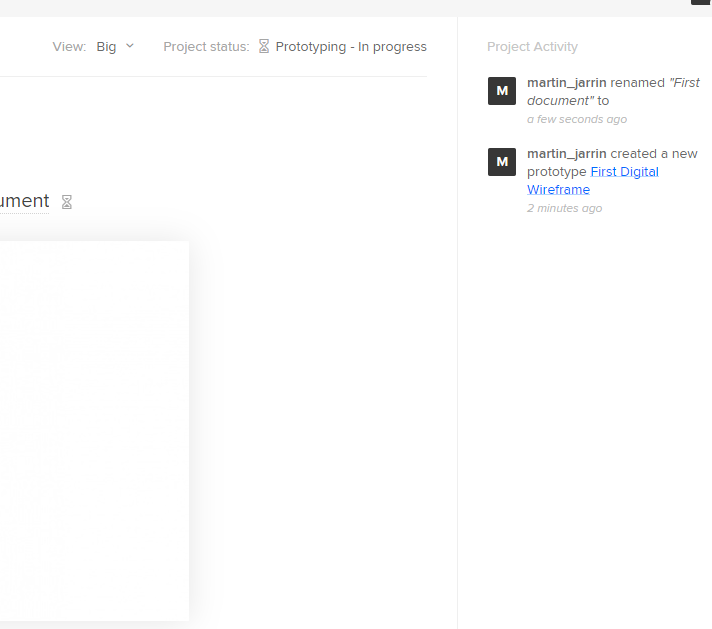 View: Big Project status: Prototyping - In progress
ument
Project Activity
M
martin_jarrin renamed "First
document" to
a few seconds ago
M
martin_jarrin created a new
prototype First Digital
Wireframe
2 minutes ago